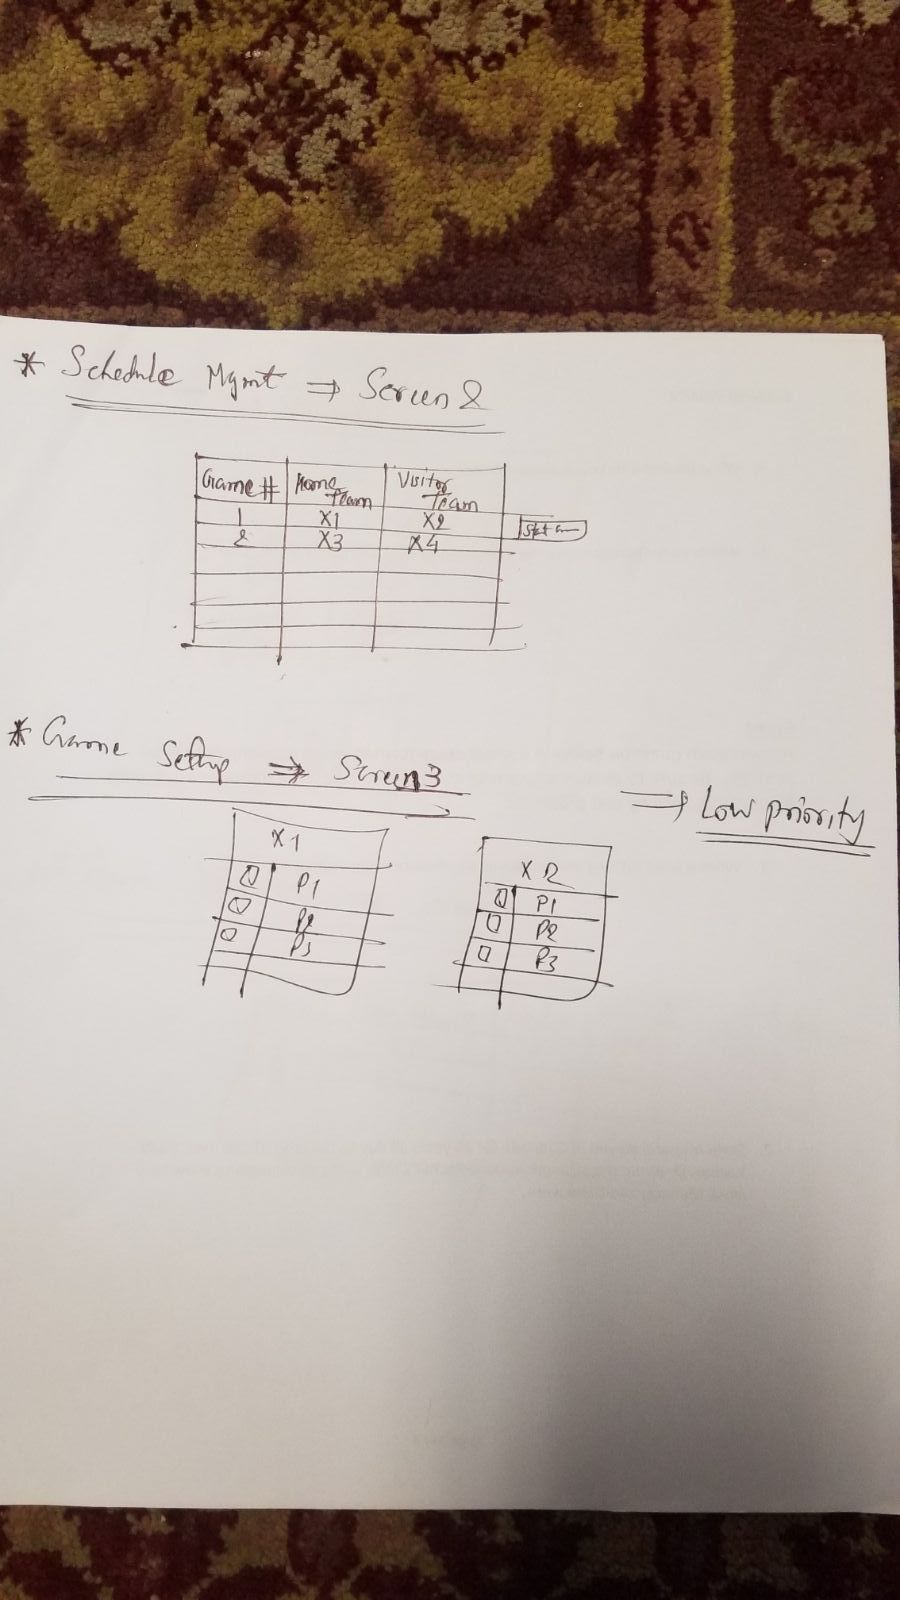 * Schedule Mgmt ⇒ Screen 2
Game # Home Team Visitor Team
1 X1 X2
2 X3 X4
* Game Setup ⇒ Screen 3
⇒ Low priority
X1
P1
P2
P3
X2
P1
P2
P3